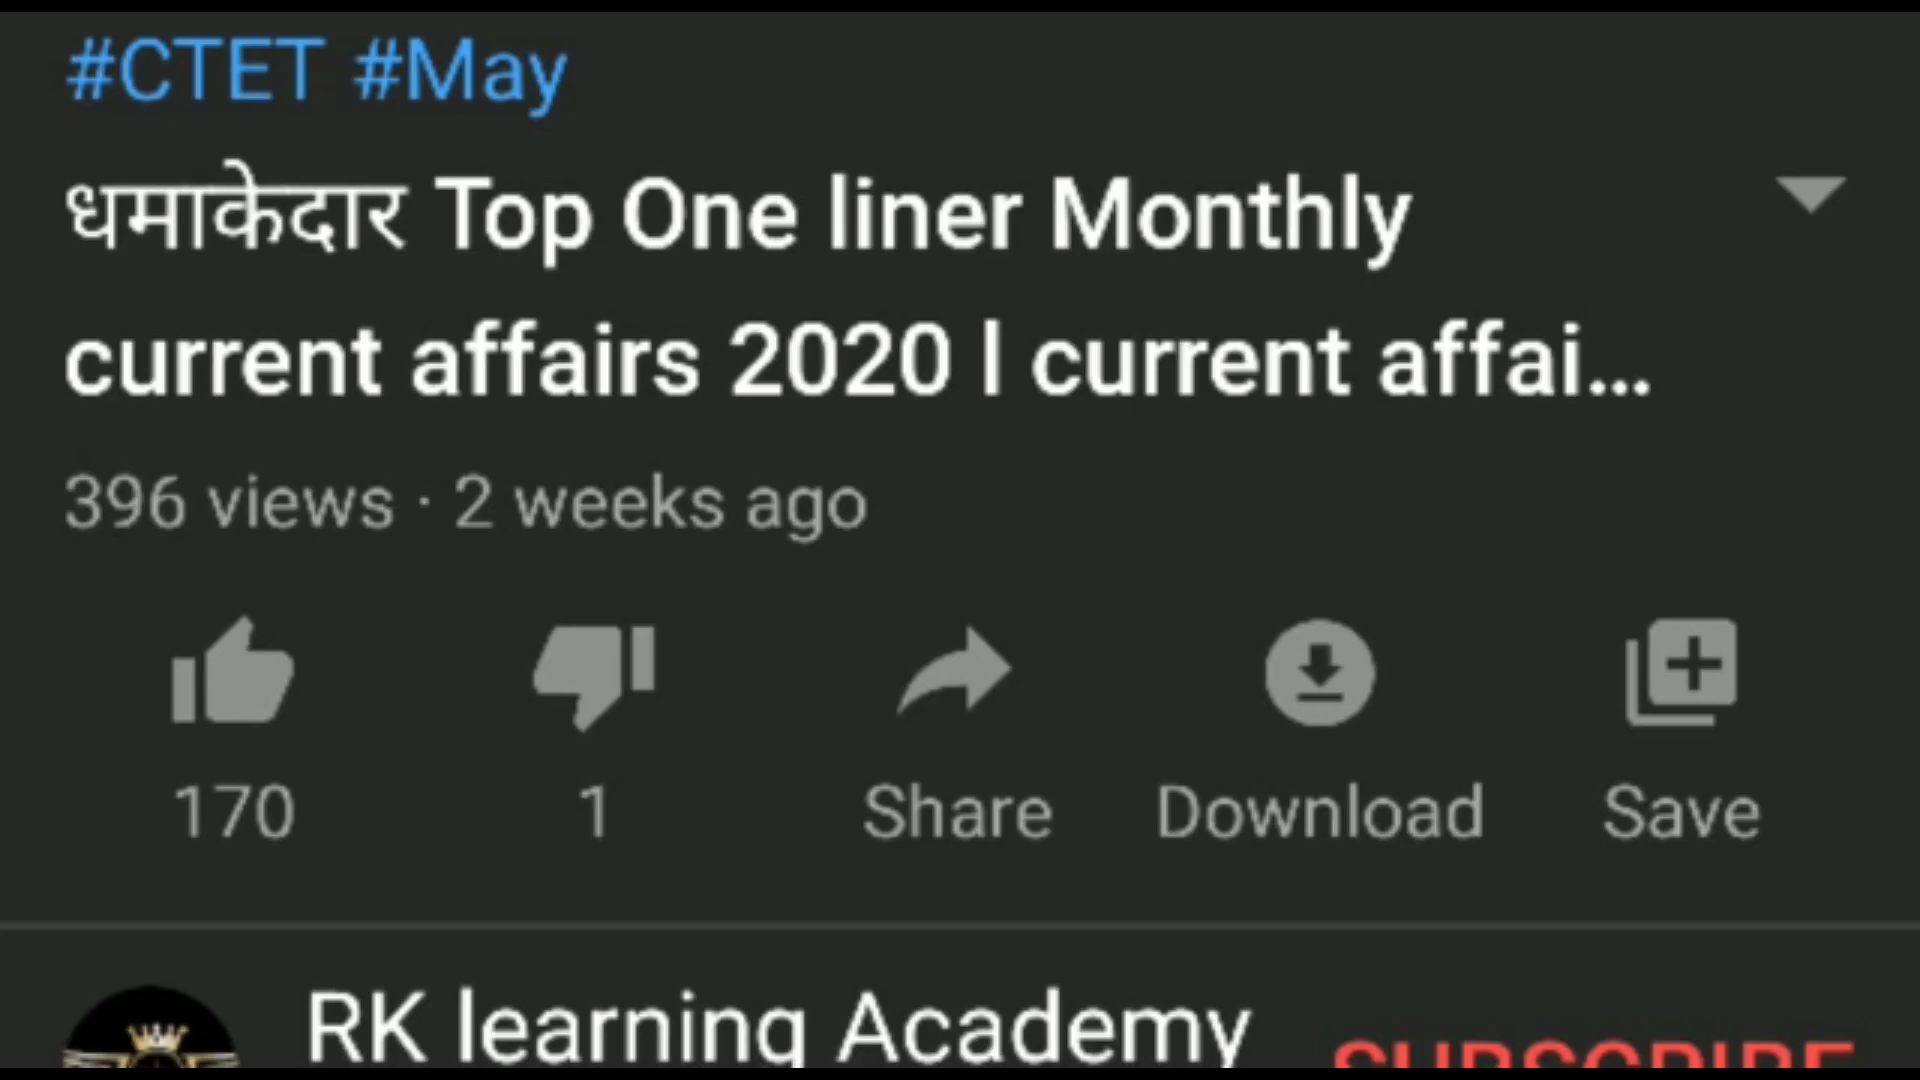 #CTET #May
धमाकेदार Top One liner Monthly
current affairs 2020 l current affai...
396 views · 2 weeks ago
170 1 Share Download Save
RK learning Academy SUBSCRIBE